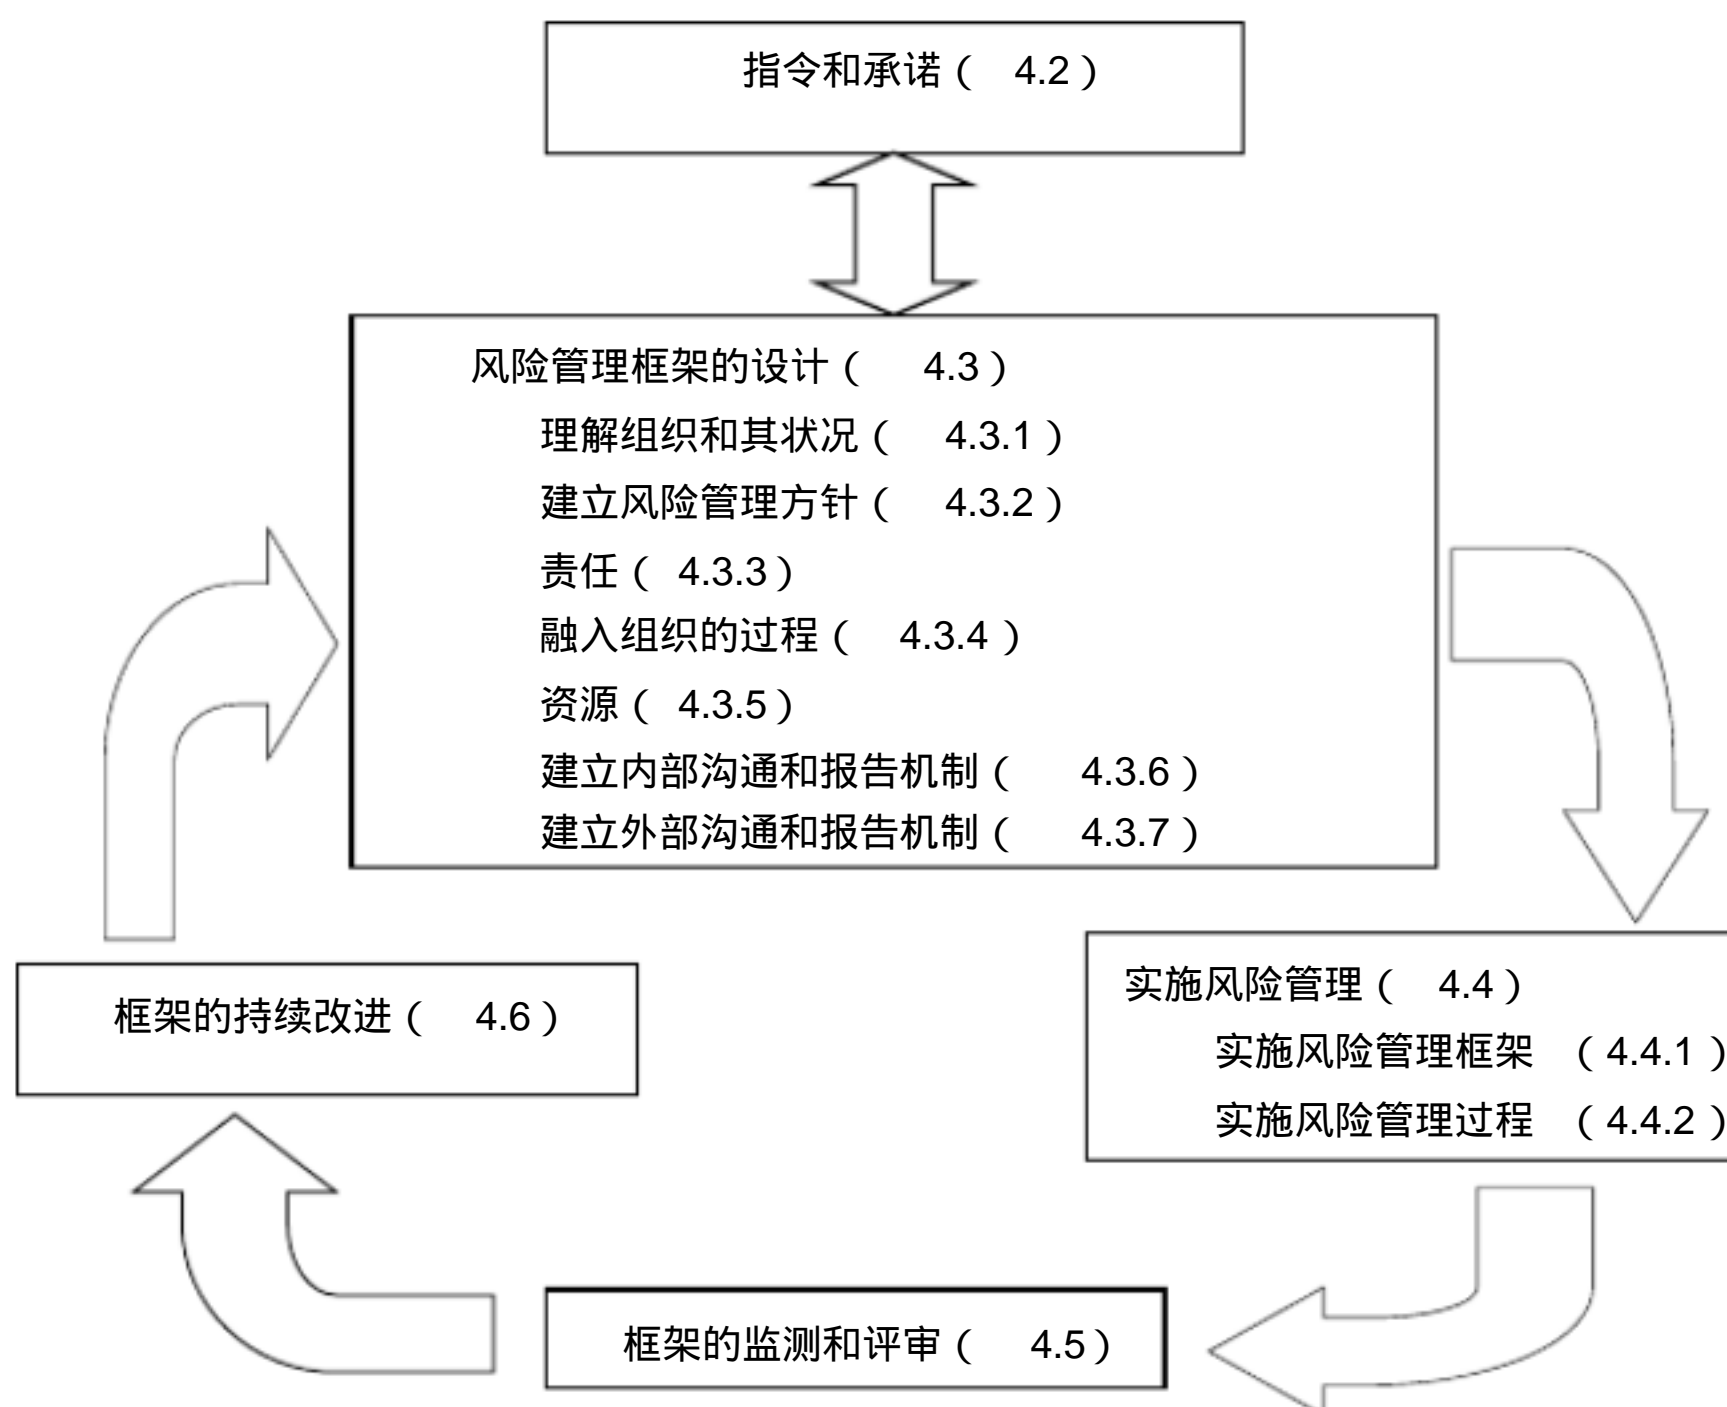 指令和承诺（ 4.2）
风险管理框架的设计（ 4.3）
理解组织和其状况（ 4.3.1）
建立风险管理方针（ 4.3.2）
责任（ 4.3.3）
融入组织的过程（ 4.3.4）
资源（ 4.3.5）
建立内部沟通和报告机制（ 4.3.6）
建立外部沟通和报告机制（ 4.3.7）
实施风险管理（ 4.4）
实施风险管理框架 （4.4.1）
实施风险管理过程 （4.4.2）
框架的监测和评审（ 4.5）
框架的持续改进（ 4.6）